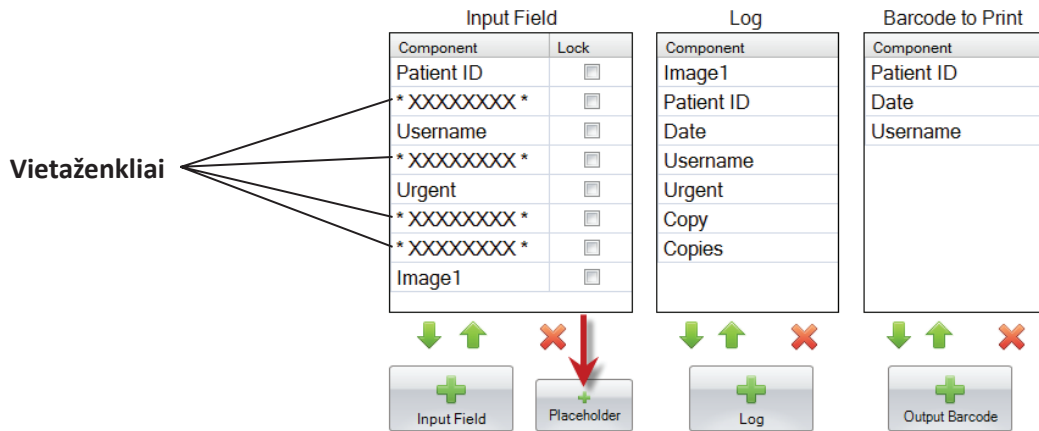 Input Field
Component Lock
Patient ID
* XXXXXXXX *
Username
* XXXXXXXX *
Urgent
* XXXXXXXX *
* XXXXXXXX *
Image1
Vietaženkliai
Input Field
Placeholder
Log
Component
Image1
Patient ID
Date
Username
Urgent
Copy
Copies
Log
Barcode to Print
Component
Patient ID
Date
Username
Output Barcode